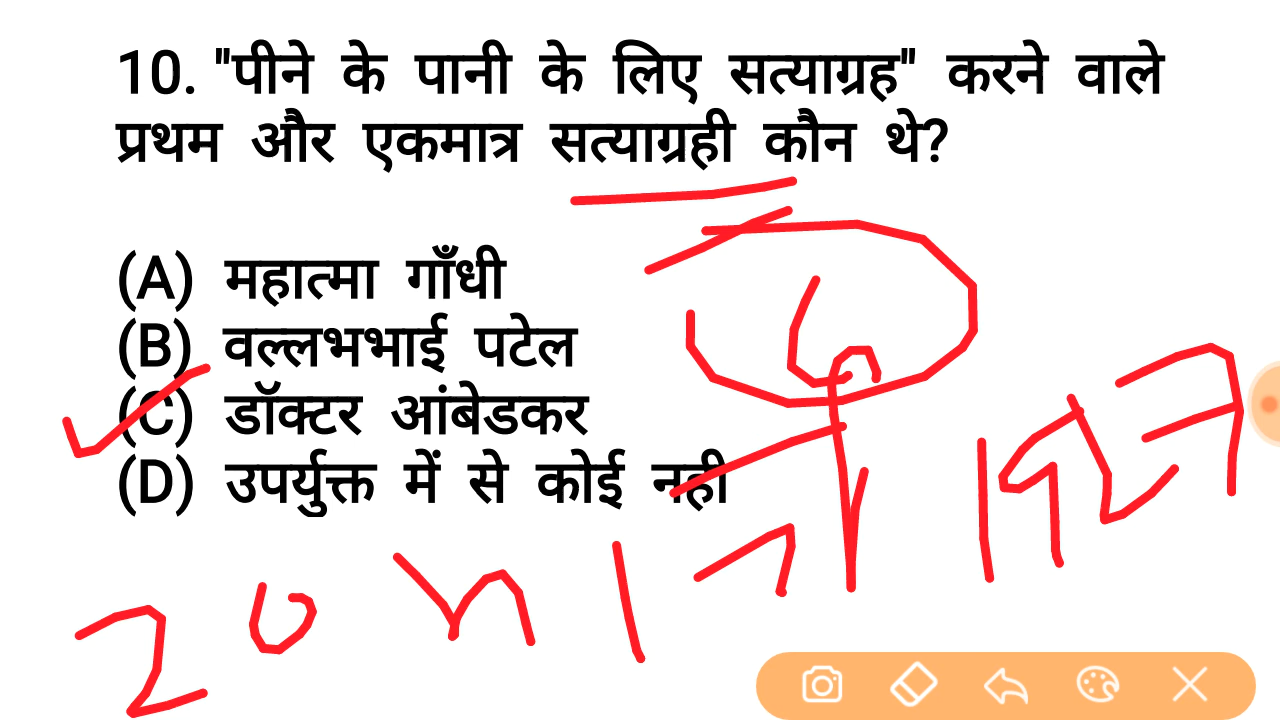 10. "पीने के पानी के लिए सत्याग्रह" करने वाले
प्रथम और एकमात्र सत्याग्रही कौन थे?
(A) महात्मा गाँधी
(B) वल्लभभाई पटेल
(C) डॉक्टर आंबेडकर
(D) उपर्युक्त में से कोई नही
1927
20